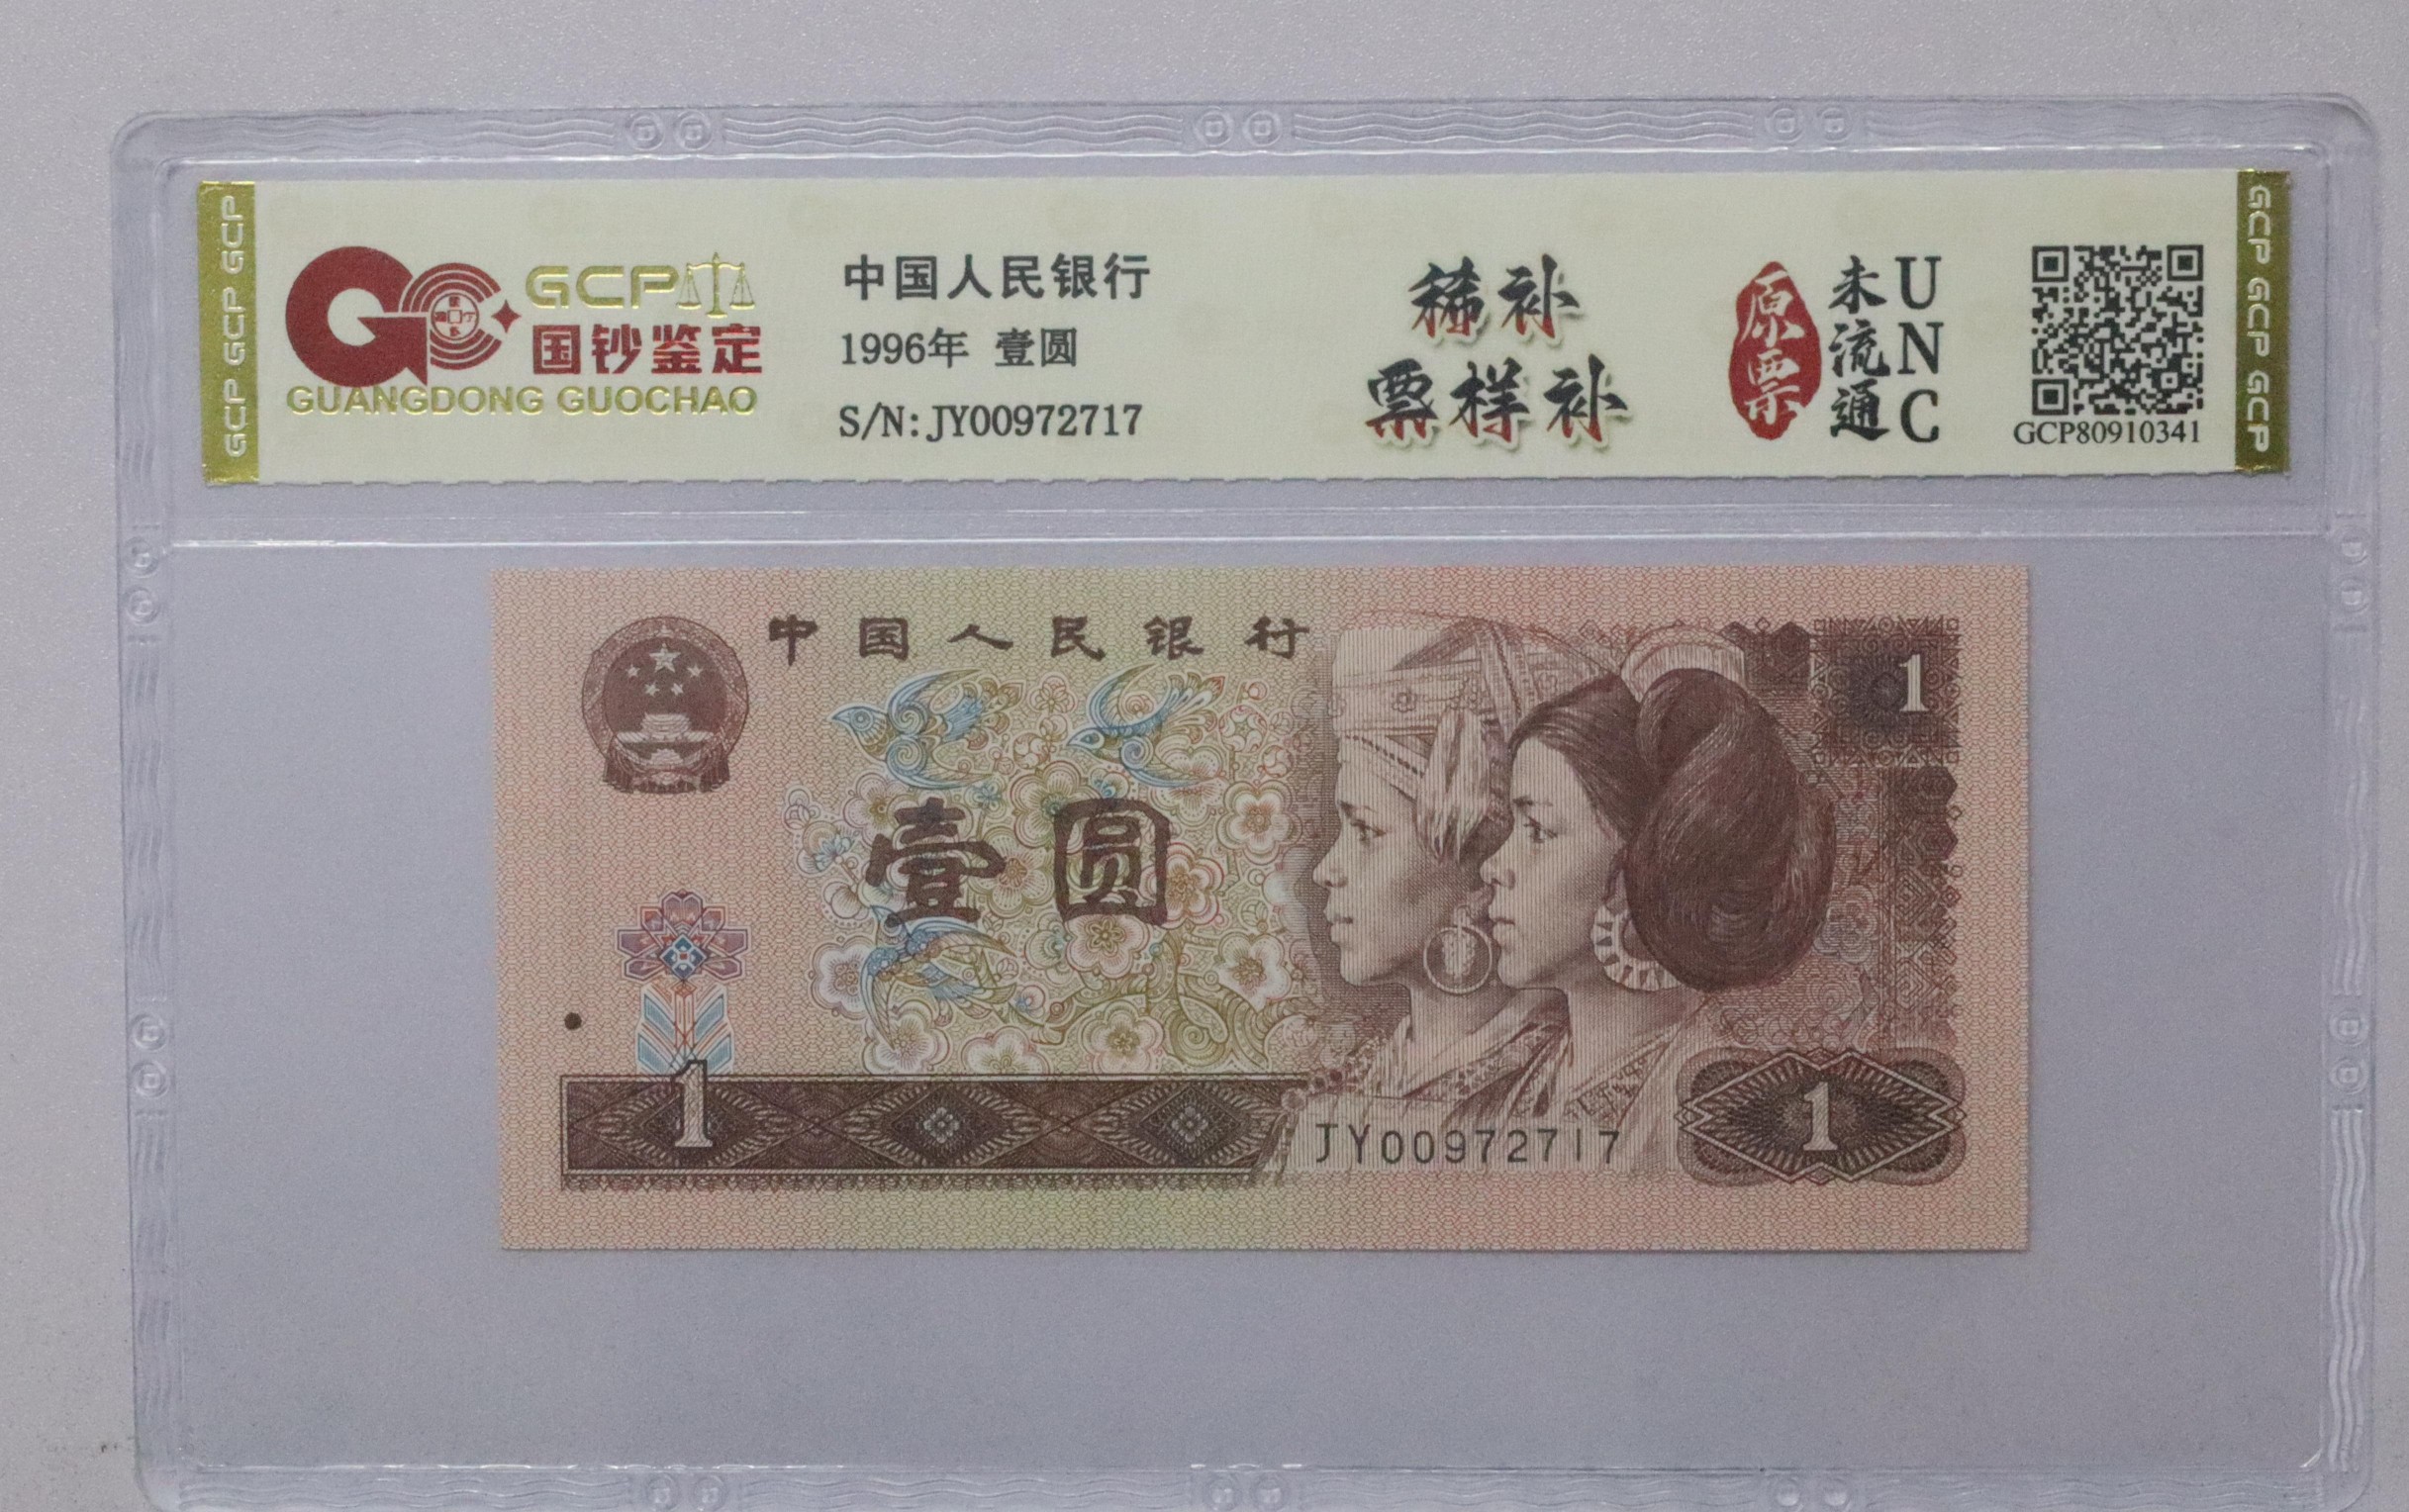 GCP GCP GCP
GCP
国钞鉴定
GUANGDONG GUOCHAO
中国人民银行
1996年 壹圆
S/N:JY00972717
稀补
票样补
原票
未流通
UNC
GCP80910341
GCP GCP GCP
中国人民银行
1
壹圆
1
JY00972717
1